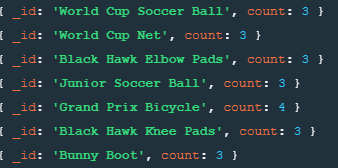 { _id: 'World Cup Soccer Ball', count: 3 }
{ _id: 'World Cup Net', count: 3 }
{ _id: 'Black Hawk Elbow Pads', count: 3 }
{ _id: 'Junior Soccer Ball', count: 3 }
{ _id: 'Grand Prix Bicycle', count: 4 }
{ _id: 'Black Hawk Knee Pads', count: 3 }
{ _id: 'Bunny Boot', count: 3 }